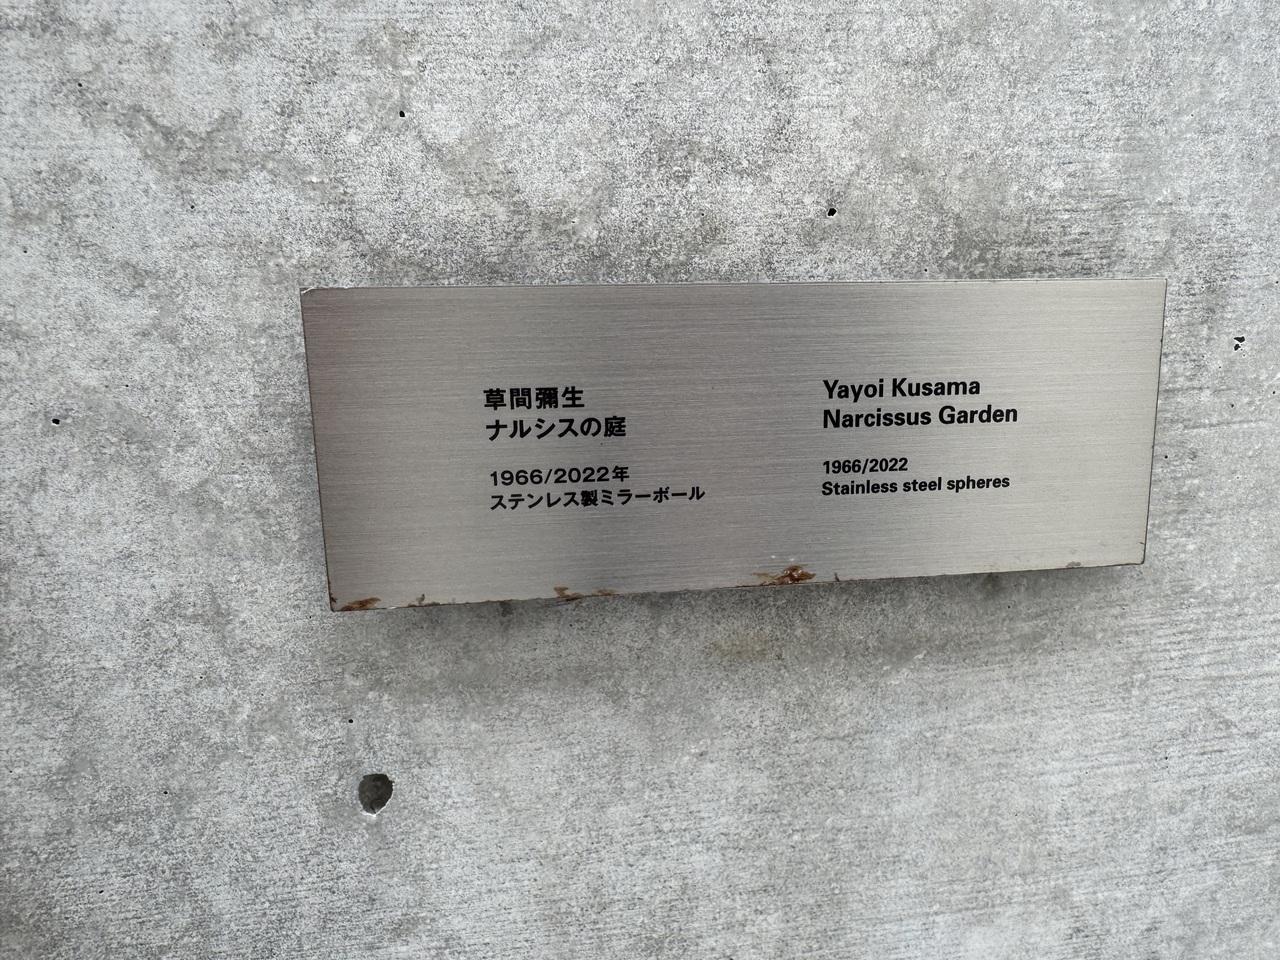 草間彌生
ナルシスの庭
1966/2022年
ステンレス製ミラーボール
Yayoi Kusama
Narcissus Garden
1966/2022
Stainless steel spheres